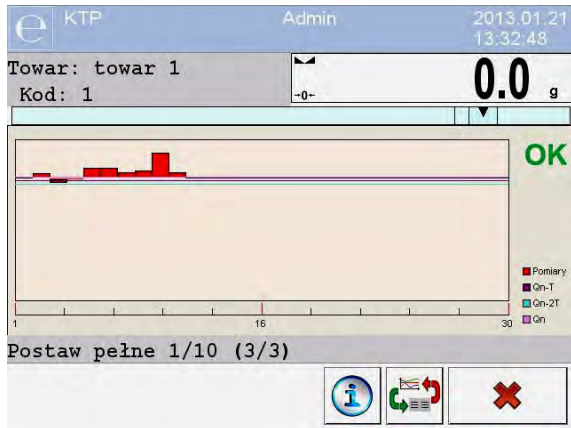 e KTP Admin 2013.01.21
13:32:48
Towar: towar 1
Kod: 1
→0← 0.0 g
OK
Pomiary
Qn-T
Qn-2T
Qn
1 16 30
Postaw pełne 1/10 (3/3)
i